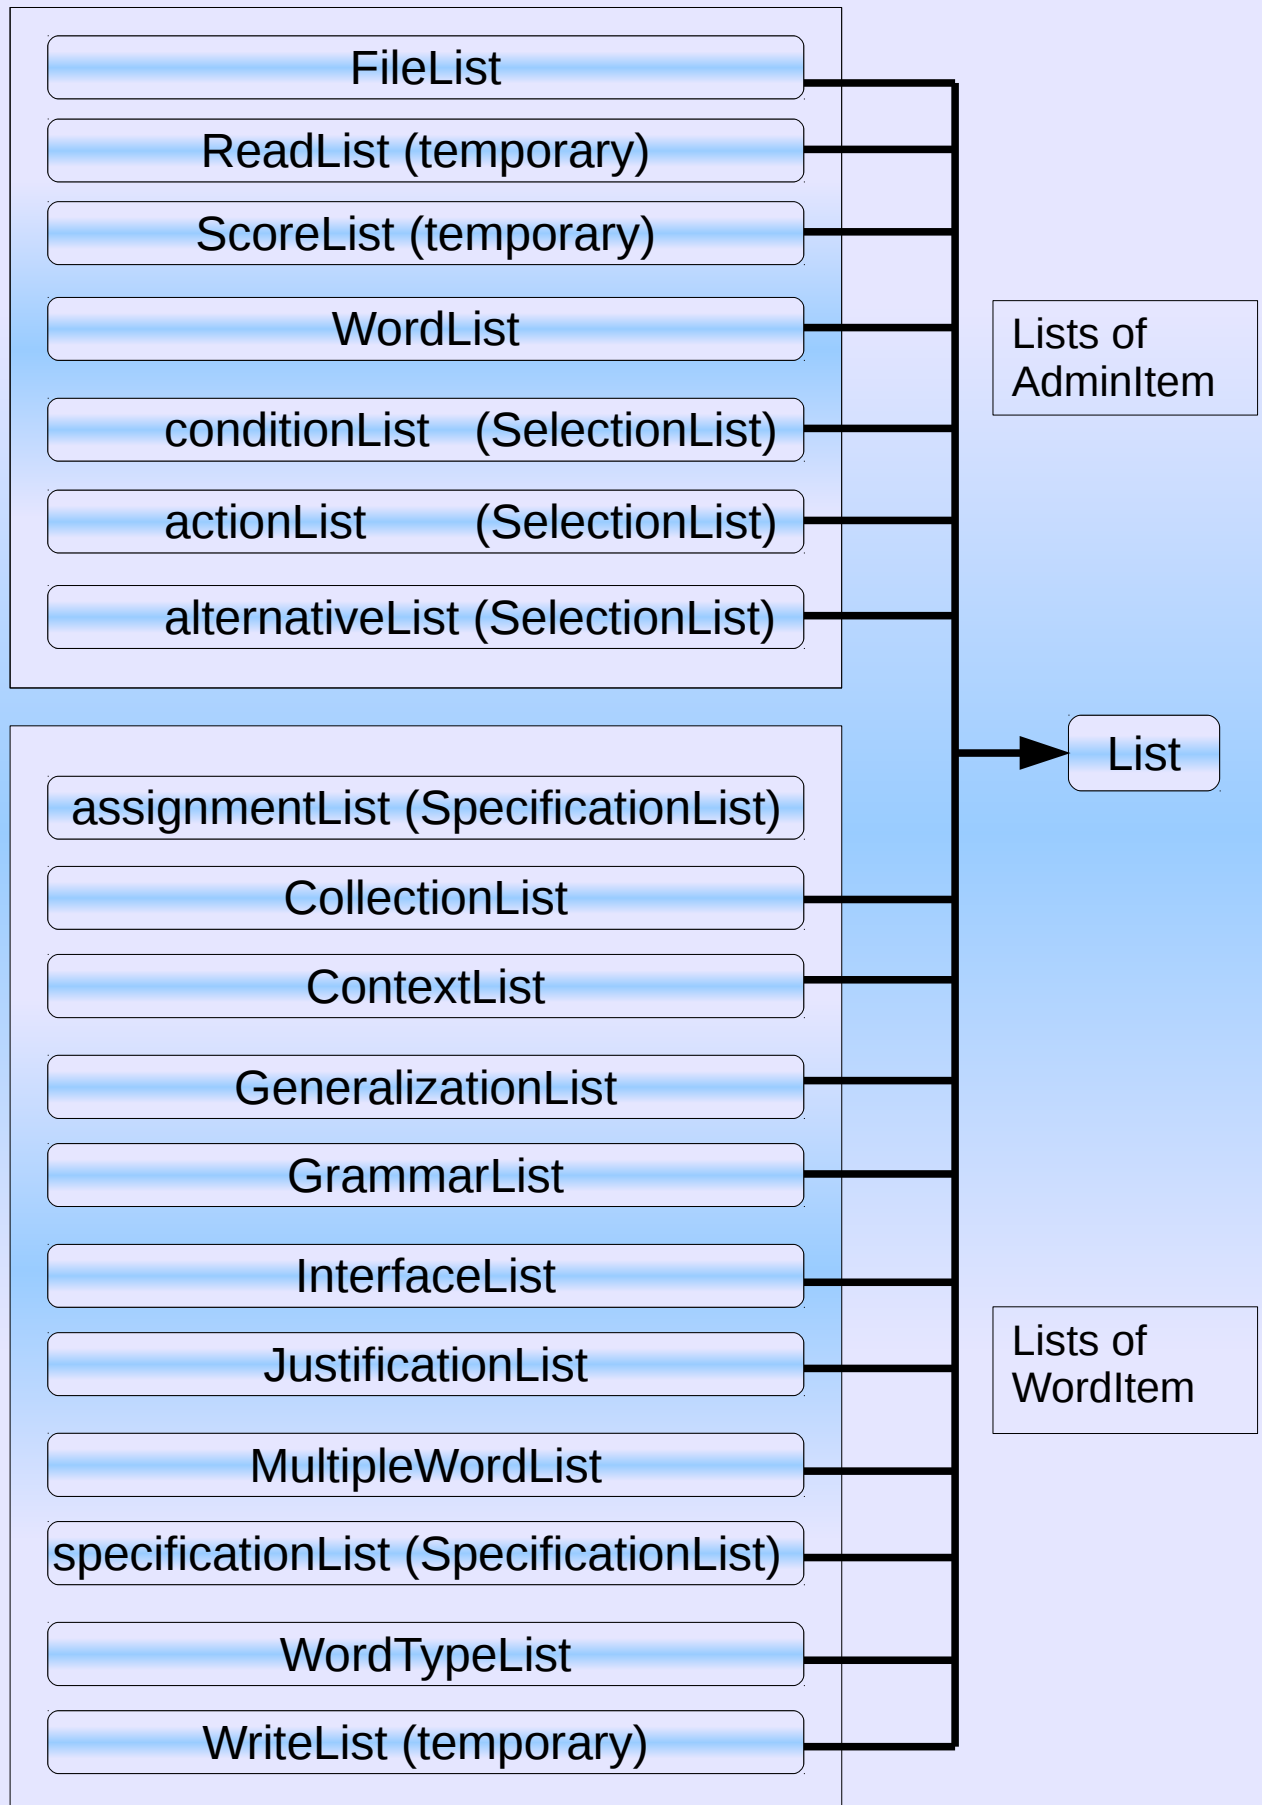 FileList
ReadList (temporary)
ScoreList (temporary)
WordList
conditionList (SelectionList)
actionList (SelectionList)
alternativeList (SelectionList)
Lists of
AdminItem
List
assignmentList (SpecificationList)
CollectionList
ContextList
GeneralizationList
GrammarList
InterfaceList
JustificationList
MultipleWordList
specificationList (SpecificationList)
WordTypeList
WriteList (temporary)
Lists of
WordItem